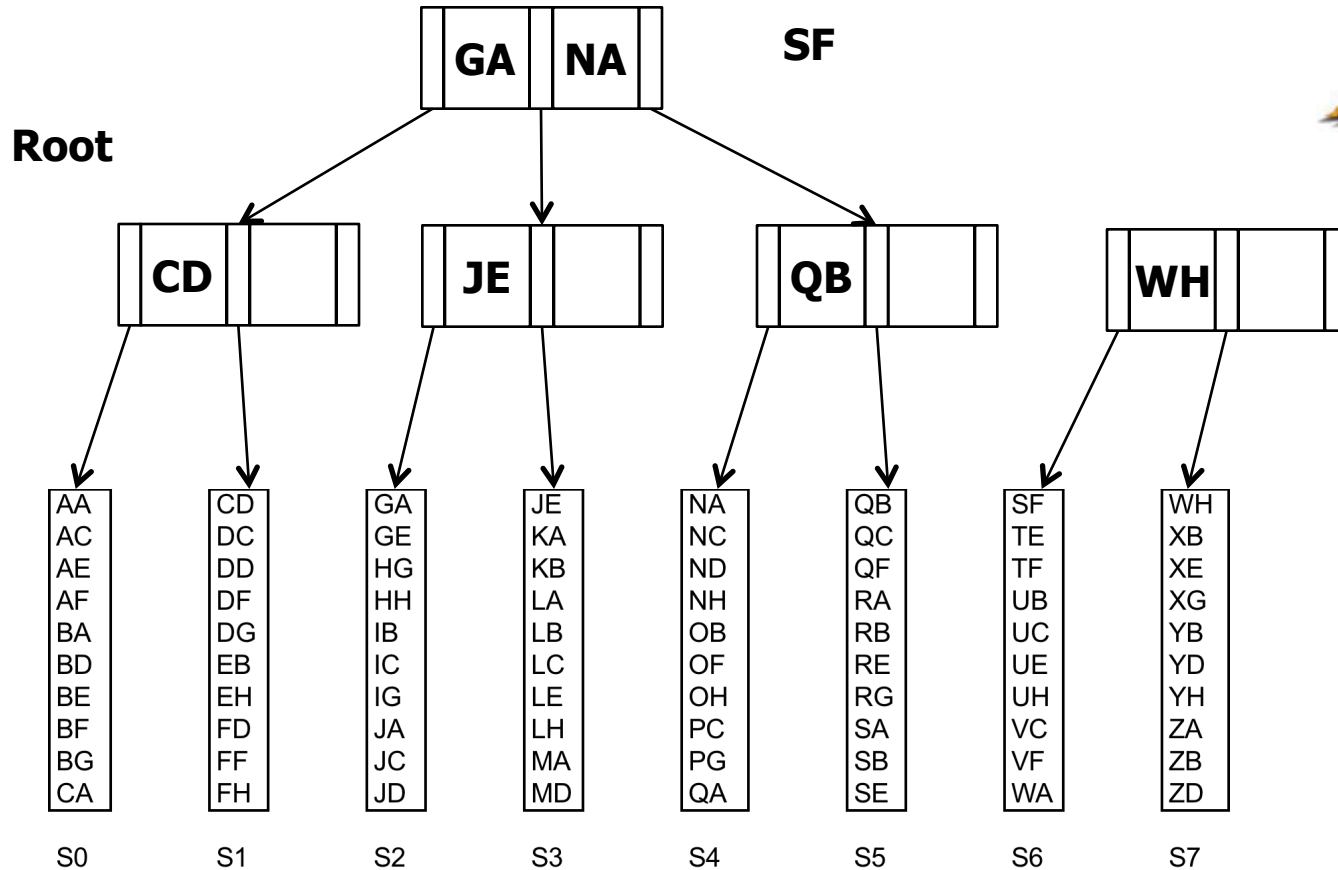 GA NA
SF
Root
CD
JE
QB
WH
AA
AC
AE
AF
BA
BD
BE
BF
BG
CA
CD
DC
DD
DF
DG
EB
EH
FD
FF
FH
GA
GE
HG
HH
IB
IC
IG
JA
JC
JD
JE
KA
KB
LA
LB
LC
LE
LH
MA
MD
NA
NC
ND
NH
OB
OF
OH
PC
PG
QA
QB
QC
QF
RA
RB
RE
RG
SA
SB
SE
SF
TE
TF
UB
UC
UE
UH
VC
VF
WA
WH
XB
XE
XG
YB
YD
YH
ZA
ZB
ZD
S0
S1
S2
S3
S4
S5
S6
S7